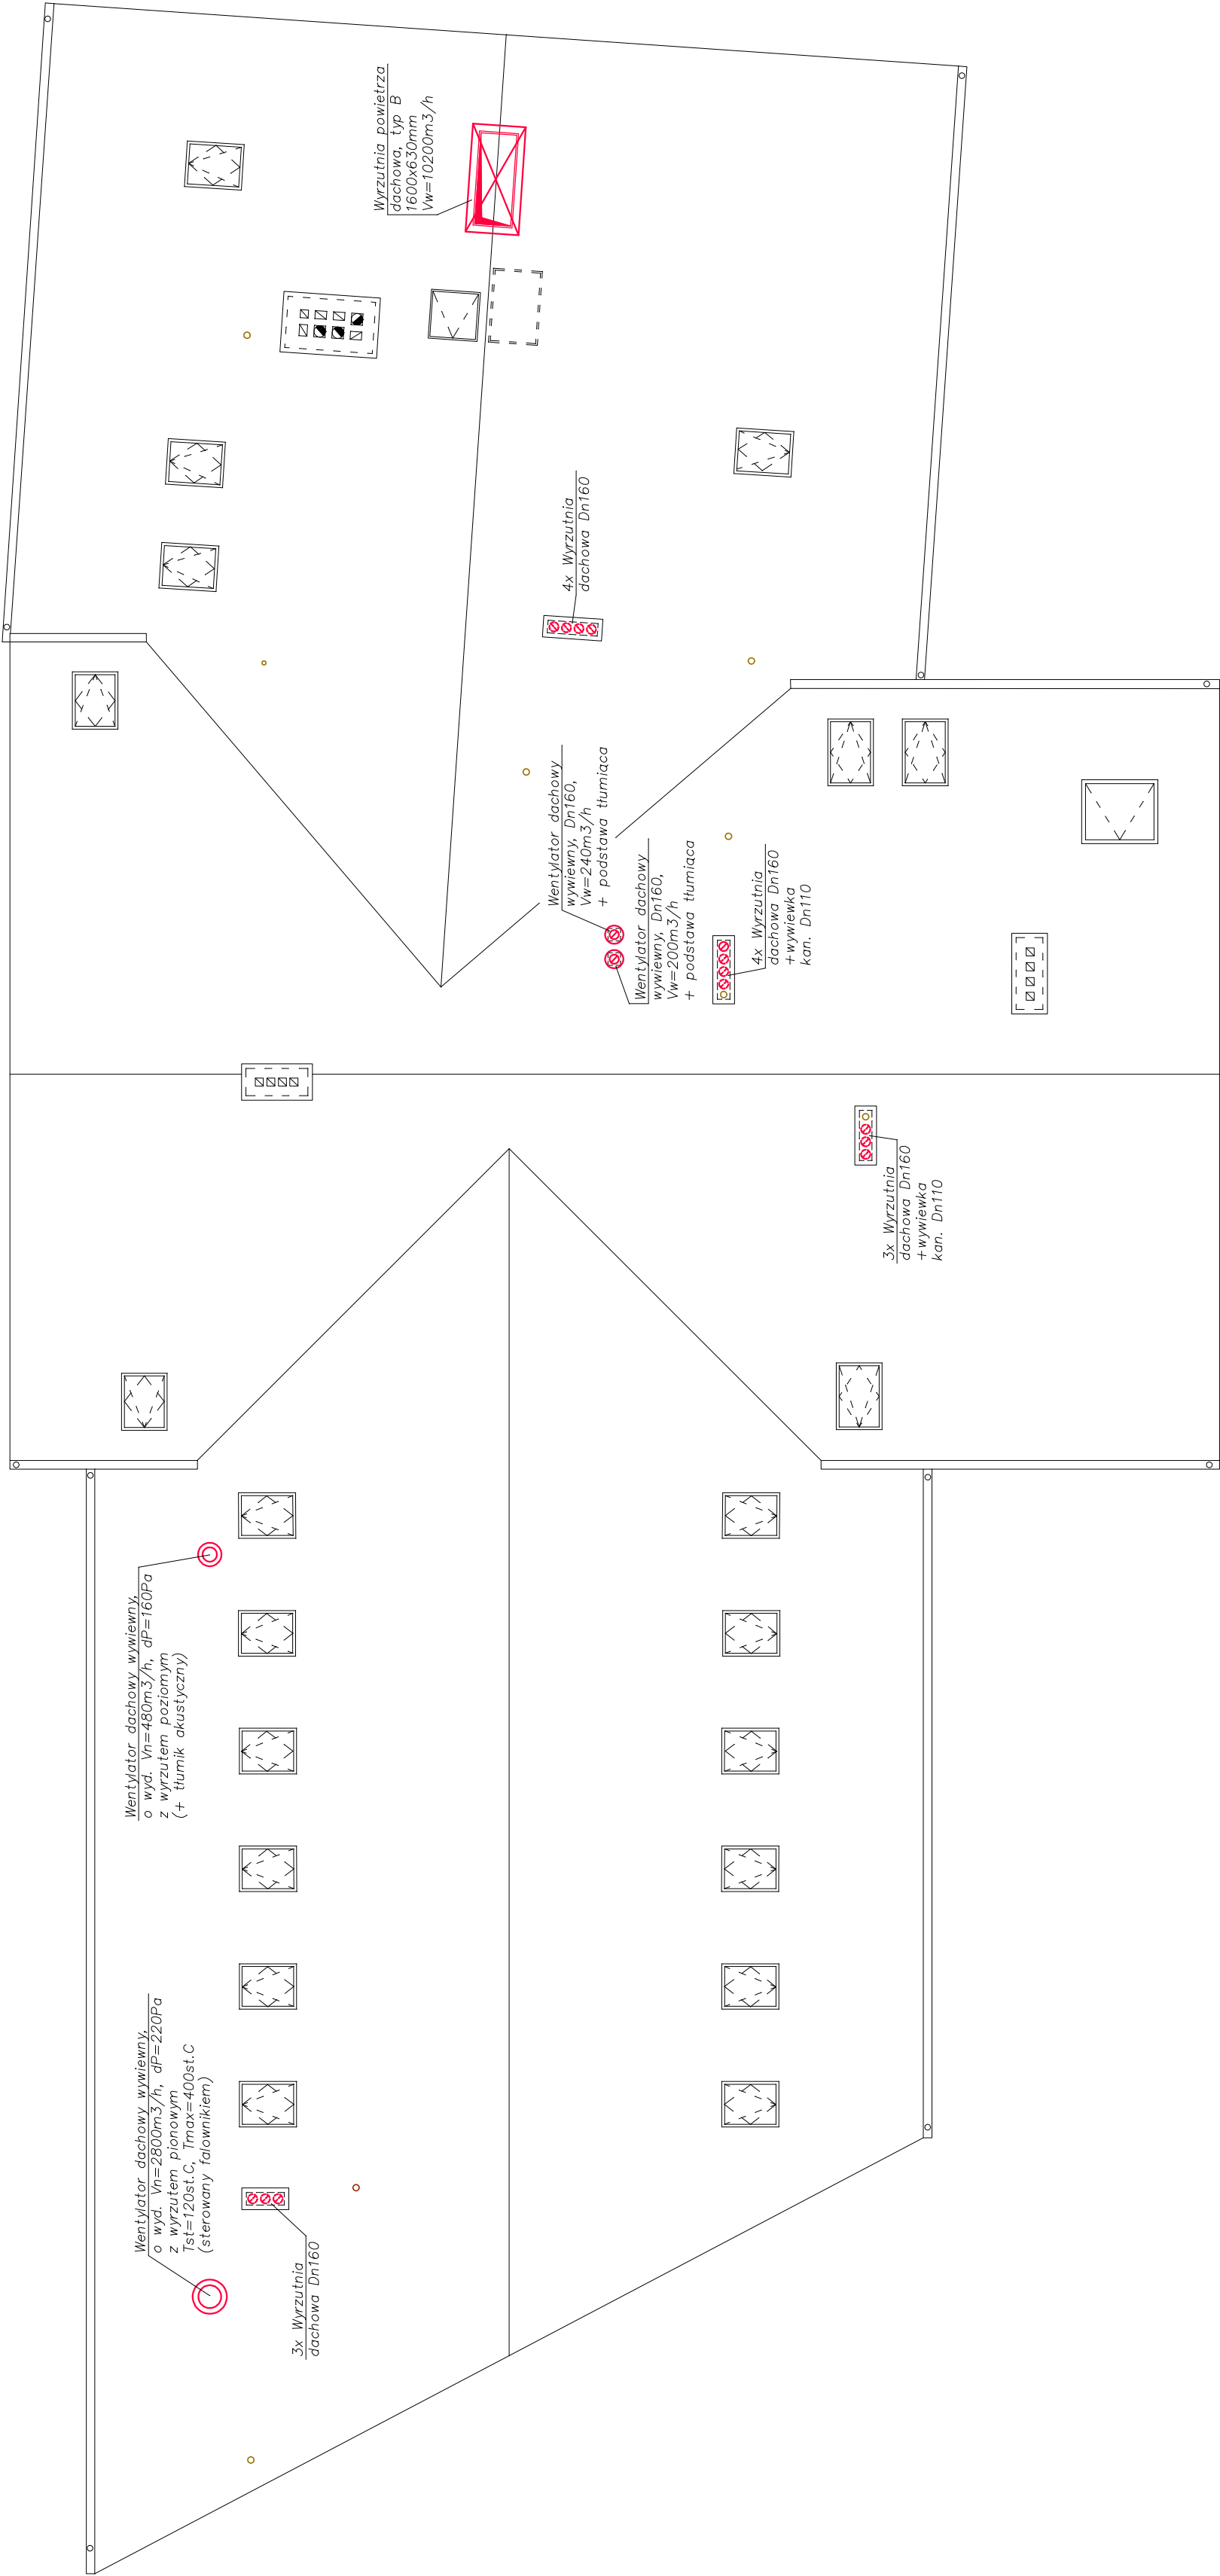 Wyrzutnia powietrza
dachowa, typ B
1600x630mm
Vw=10200m3/h
4x Wyrzutnia
dachowa Dn160
Wentylator dachowy
wywiewny, Dn160,
Vw=240m3/h
+ podstawa tłumiąca
Wentylator dachowy
wywiewny, Dn160,
Vw=200m3/h
+ podstawa tłumiąca
4x Wyrzutnia
dachowa Dn160
+wywiewka
kan. Dn110
3x Wyrzutnia
dachowa Dn160
+wywiewka
kan. Dn110
Wentylator dachowy wywiewny,
o wyd. Vn=480m3/h, dP=160Pa
z wyrzutem poziomym
(+ tłumik akustyczny)
Wentylator dachowy wywiewny,
o wyd. Vn=2800m3/h, dP=220Pa
z wyrzutem pionowym
Tst=120st.C, Tmax=400st.C
(sterowany falownikiem)
3x Wyrzutnia
dachowa Dn160